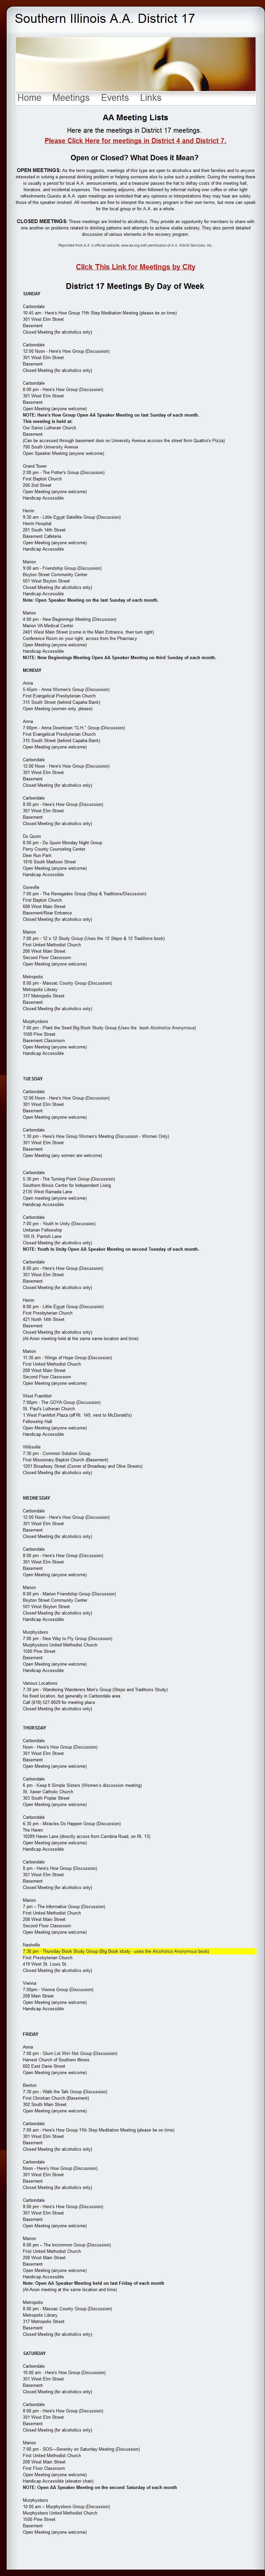 Southern Illinois A.A. District 17
Home Meetings Events Links
AA Meeting Lists
Here are the meetings in District 17 meetings.
Please Click Here for meetings in District 4 and District 7.
Open or Closed? What Does it Mean?
OPEN MEETINGS: As the term suggests, meetings of this type are open to alcoholics and their families and to anyone
interested in solving a personal drinking problem or helping someone else to solve such a problem. During the meeting there
is usually a period for local A.A. announcements, and a treasurer passes the hat to defray costs of the meeting hall,
and incidental expenses. The meeting adjourns, often followed by informal visiting over coffee or other light
refreshments. Guests at A.A. open meetings are reminded that any opinions or interpretations they may hear are solely
those of the speaker involved. All members are free to interpret the recovery program in their own terms, but none can speak
for the local group or for A.A. as a whole.
CLOSED MEETINGS: These meetings are limited to alcoholics. They provide an opportunity for members to share with
one another on problems related to drinking patterns and attempts to achieve stable sobriety. They also permit detailed
discussion of various elements in the recovery program.
Reprinted from A.A.'s official website, www.aa.org with permission of A.A. World Services, Inc..
Click This Link for Meetings by City
District 17 Meetings By Day of Week
SUNDAY
Carbondale
10:45 am - Here's How Group 11th Step Meditation Meeting (please be on time)
301 West Elm Street
Basement
Closed Meeting (for alcoholics only)
Carbondale
12:00 Noon - Here's How Group (Discussion)
301 West Elm Street
Basement
Closed Meeting (for alcoholics only)
Carbondale
8:00 pm - Here's How Group (Discussion)
301 West Elm Street
Basement
Open Meeting (anyone welcome)
NOTE: Here's How Group Open AA Speaker Meeting on last Sunday of each month.
This meeting is held at:
Our Savior Lutheran Church
Basement
(Can be accessed through basement door on University Avenue accross the street from Quatro's Pizza)
700 South University Avenue
Open Speaker Meeting (anyone welcome)
Grand Tower
2:00 pm - The Potter's Group (Discussion)
First Baptist Church
206 2nd Street
Open Meeting (anyone welcome)
Handicap Accessible
Herrin
9:30 am - Little Egypt Satellite Group (Discussion)
Herrin Hospital
201 South 14th Street
Basement Cafeteria
Open Meeting (anyone welcome)
Handicap Accessible
Marion
9:00 am - Friendship Group (Discussion)
Boyton Street Community Center
501 West Boyton Street
Closed Meeting (for alcoholics only)
Handicap Accessible
Note: Open Speaker Meeting on the last Sunday of each month.
Marion
4:00 pm - New Beginnings Meeting (Discussion)
Marion VA Medical Center
2401 West Main Street (come in the Main Entrance, then turn right)
Conference Room on your right, across from the Pharmacy
Open Meeting (anyone welcome)
Handicap Accessible
NOTE: New Beginnings Meeting Open AA Speaker Meeting on third Sunday of each month.
MONDAY
Anna
5:45pm - Anna Women's Group (Discussion)
First Evangelical Presbyterian Church
315 South Street (behind Capaha Bank)
Open Meeting (women only, please)
Anna
7:00pm - Anna Downtown "G.H." Group (Discussion)
First Evangelical Presbyterian Church
315 South Street (behind Capaha Bank)
Open Meeting (anyone welcome)
Carbondale
12:00 Noon - Here's How Group (Discussion)
301 West Elm Street
Basement
Closed Meeting (for alcoholics only)
Carbondale
8:00 pm - Here's How Group (Discussion)
301 West Elm Street
Basement
Closed Meeting (for alcoholics only)
Du Quoin
8:00 pm - Du Quoin Monday Night Group
Perry County Counseling Center
Deer Run Park
1016 South Madison Street
Open Meeting (anyone welcome)
Handicap Accessible
Goreville
7:00 pm - The Renegades Group (Step & Traditions/Discussion)
First Baptist Church
608 West Main Street
Basement/Rear Entrance
Closed Meeting (for alcoholics only)
Marion
7:00 pm - 12 x 12 Study Group (Uses the 12 Steps & 12 Traditions book)
First United Methodist Church
208 West Main Street
Second Floor Classroom
Open Meeting (anyone welcome)
Metropolis
8:00 pm - Massac County Group (Discussion)
Metropolis Library
317 Metropolis Street
Basement
Closed Meeting (for alcoholics only)
Murphysboro
7:00 pm - Plant the Seed Big Book Study Group (Uses the book Alcoholics Anonymous)
1500 Pine Street
Basement Classroom
Open Meeting (anyone welcome)
Handicap Accessible
TUESDAY
Carbondale
12:00 Noon - Here's How Group (Discussion)
301 West Elm Street
Basement
Open Meeting (anyone welcome)
Carbondale
1:30 pm - Here's How Group Women's Meeting (Discussion - Women Only)
301 West Elm Street
Basement
Open Meeting (any women are welcome)
Carbondale
5:30 pm - The Turning Point Group (Discussion)
Southern Illinois Center for Independent Living
2135 West Ramada Lane
Open meeting (anyone welcome)
Handicap Accessible
Carbondale
7:00 pm - Youth In Unity (Discussion)
Unitarian Fellowship
105 N. Parrish Lane
Closed Meeting (for alcoholics only)
NOTE: Youth In Unity Open AA Speaker Meeting on second Tuesday of each month.
Carbondale
8:00 pm - Here's How Group (Discussion)
301 West Elm Street
Basement
Closed Meeting (for alcoholics only)
Herrin
8:00 pm - Little Egypt Group (Discussion)
First Presbyterian Church
421 North 14th Street
Basement
Closed Meeting (for alcoholics only)
(Al-Anon meeting held at the same same location and time)
Marion
11:30 am - Wings of Hope Group (Discussion)
First United Methodist Church
208 West Main Street
Second Floor Classroom
Open Meeting (anyone welcome)
West Frankfort
7:00pm - The GOYA Group (Discussion)
St. Paul's Lutheran Church
1 West Frankfort Plaza (off Rt. 149, next to McDonald's)
Fellowship Hall
Open Meeting (anyone welcome)
Handicap Accessible
Willisville
7:30 pm - Common Solution Group
First Missionary Baptist Church (Basement)
1201 Broadway Street (Corner of Broadway and Olive Streets)
Closed Meeting (for alcoholics only)
WEDNESDAY
Carbondale
12:00 Noon - Here's How Group (Discussion)
301 West Elm Street
Basement
Closed Meeting (for alcoholics only)
Carbondale
8:00 pm - Here's How Group (Discussion)
301 West Elm Street
Basement
Open Meeting (anyone welcome)
Marion
8:00 pm - Marion Friendship Group (Discussion)
Boyton Street Community Center
501 West Boyton Street
Closed Meeting (for alcoholics only)
Handicap Accessible
Murphysboro
7:00 pm - New Way to Fly Group (Discussion)
Murphysboro United Methodist Church
1500 Pine Street
Basement
Open Meeting (anyone welcome)
Handicap Accessible
Various Locations
7:30 pm - Wandering Wanderers Men's Group (Steps and Traditions Study)
No fixed location, but generally in Carbondale area
Call (618) 527-8029 for meeting place
Closed Meeting (for alcoholics only)
THURSDAY
Carbondale
Noon - Here's How Group (Discussion)
301 West Elm Street
Basement
Open Meeting (anyone welcome)
Carbondale
6 pm - Keep It Simple Sisters (Women's discussion meeting)
St. Xavier Catholic Church
303 South Poplar Street
Open Meeting (anyone welcome)
Carbondale
6:30 pm - Miracles Do Happen Group (Discussion)
The Haven
10289 Haven Lane (directly across from Cambria Road, on Rt. 13)
Open Meeting (anyone welcome)
Handicap Accessible
Carbondale
8 pm - Here's How Group (Discussion)
301 West Elm Street
Basement
Closed Meeting (for alcoholics only)
Marion
7 pm - The Informative Group (Discussion)
First United Methodist Church
208 West Main Street
Second Floor Classroom
Open Meeting (anyone welcome)
Nashville
7:30 pm - Thursday Book Study Group (Big Book study - uses the Alcoholics Anonymous book)
First Presbyterian Church
419 West St. Louis St.
Closed Meeting (for alcoholics only)
Vienna
7:00pm - Vienna Group (Discussion)
208 Main Street
Open Meeting (anyone welcome)
Handicap Accessible
FRIDAY
Anna
7:00 pm - Glum Lot We'r Not Group (Discussion)
Harvest Church of Southern Illinois
602 East Davie Street
Open Meeting (anyone welcome)
Benton
7:30 pm - Walk the Talk Group (Discussion)
First Christian Church (Basement)
302 South Main Street
Open Meeting (anyone welcome)
Carbondale
7:00 am - Here's How Group 11th Step Meditation Meeting (please be on time)
301 West Elm Street
Basement
Closed Meeting (for alcoholics only)
Carbondale
Noon - Here's How Group (Discussion)
301 West Elm Street
Basement
Closed Meeting (for alcoholics only)
Carbondale
8:00 pm - Here's How Group (Discussion)
301 West Elm Street
Basement
Open Meeting (anyone welcome)
Marion
8:00 pm – The Incommon Group (Discussion)
First United Methodist Church
208 West Main Street
Basement
Open Meeting (anyone welcome)
Handicap Accessible
Note: Open AA Speaker Meeting held on last Friday of each month
(Al-Anon meeting at the same location and time)
Metropolis
8:00 pm - Massac County Group (Discussion)
Metropolis Library
317 Metropolis Street
Basement
Closed Meeting (for alcoholics only)
SATURDAY
Carbondale
10:00 am - Here's How Group (Discussion)
301 West Elm Street
Basement
Closed Meeting (for alcoholics only)
Carbondale
8:00 pm - Here's How Group (Discussion)
301 West Elm Street
Basement
Closed Meeting (for alcoholics only)
Marion
7:00 pm - SOS—Serenity on Saturday Meeting (Discussion)
First United Methodist Church
208 West Main Street
First Floor Classroom
Open Meeting (anyone welcome)
Handicap Accessible (elevator chair)
NOTE: Open AA Speaker Meeting on the second Saturday of each month
Murphysboro
10:00 am – Murphysboro Group (Discussion)
Murphysboro United Methodist Church
1500 Pine Street
Basement
Open Meeting (anyone welcome)